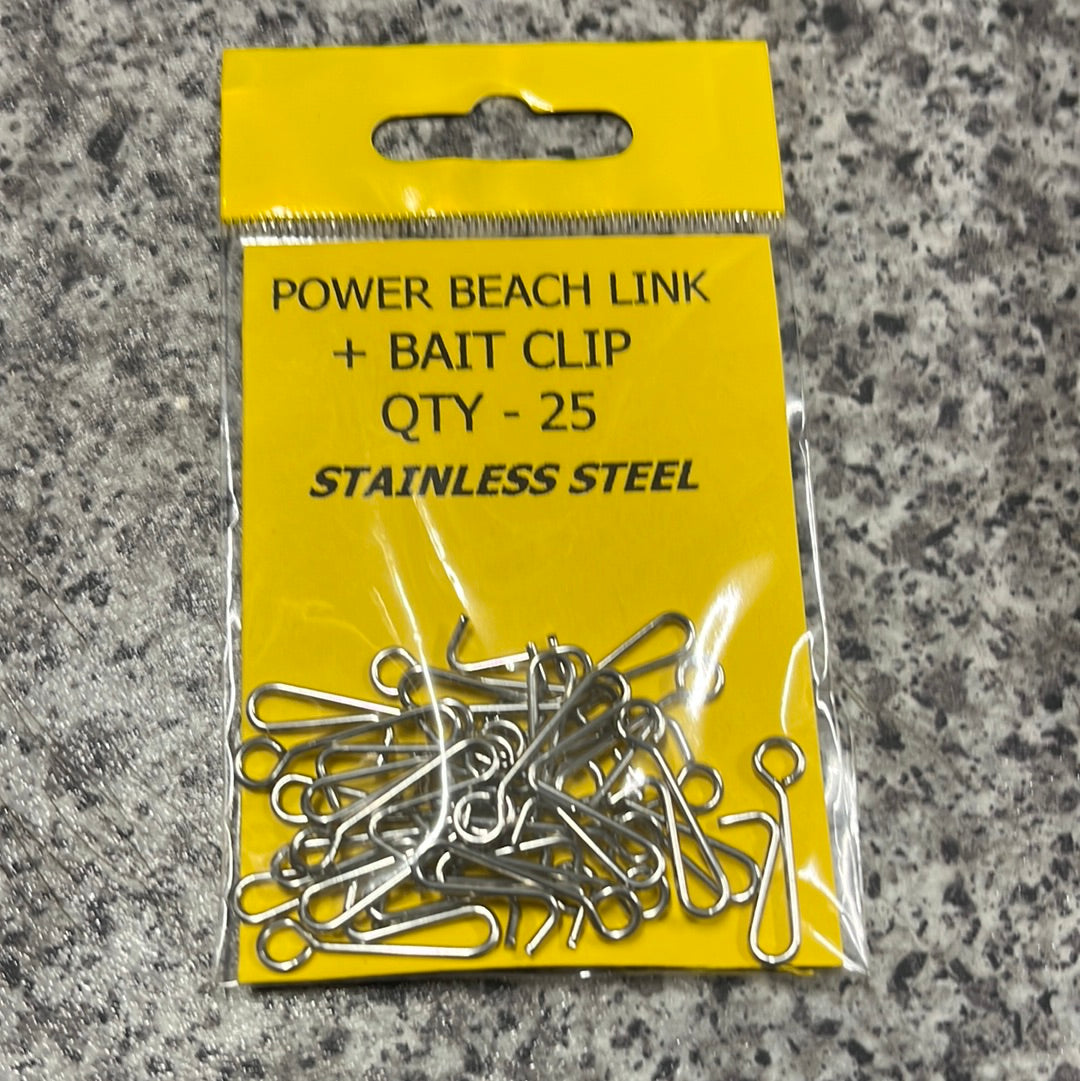 POWER BEACH LINK
+ BAIT CLIP
QTY - 25
STAINLESS STEEL